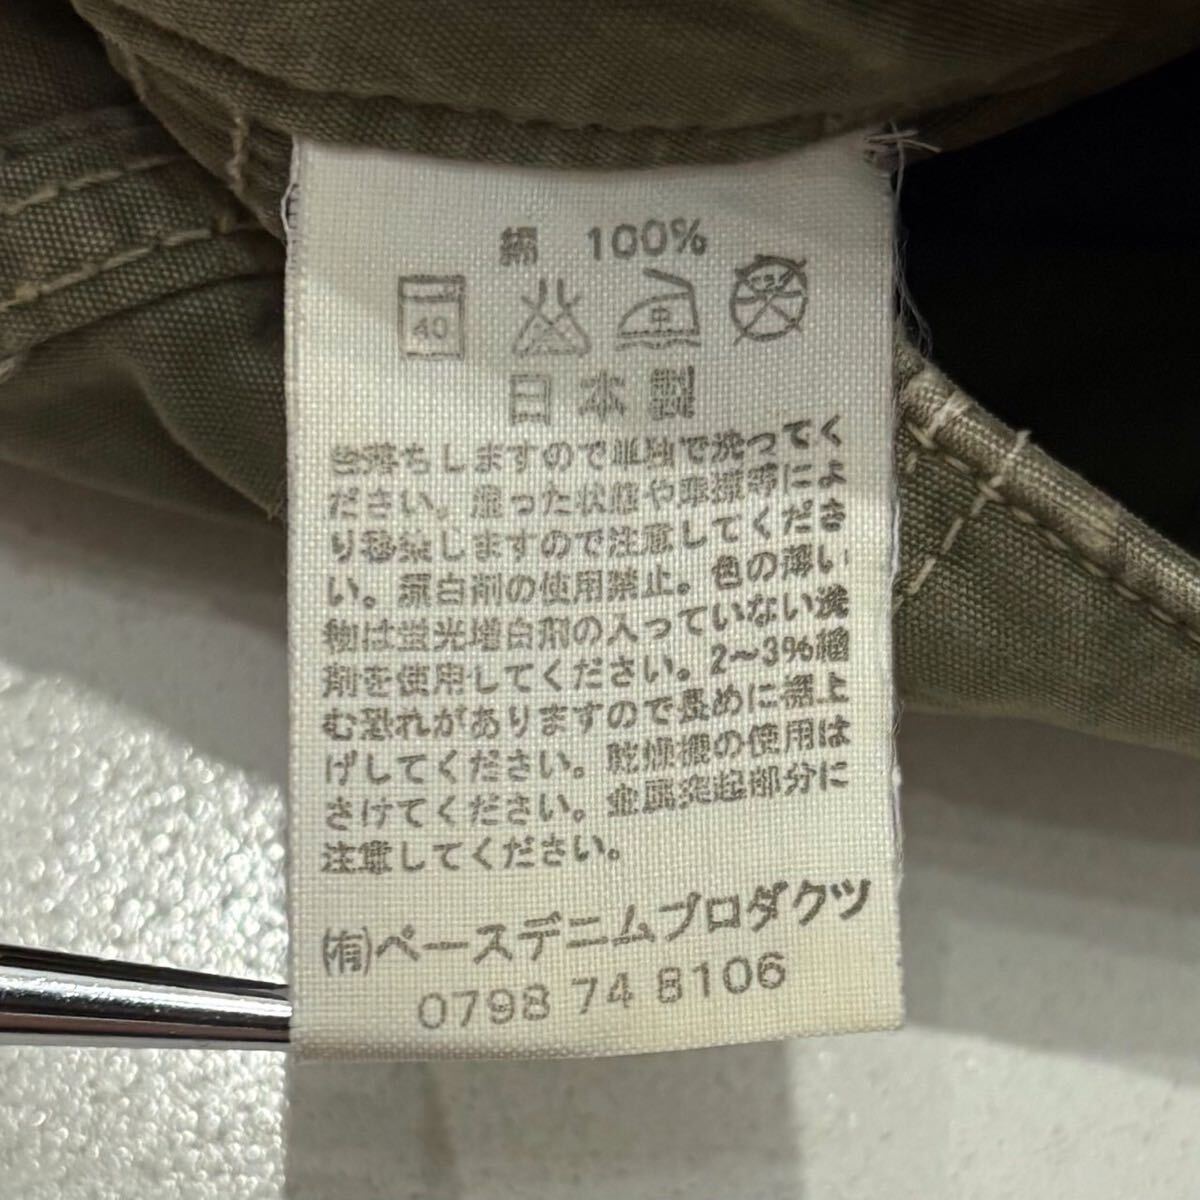 綿 100%
40
中
日本製
色落ちしますので単独で洗ってく
ださい。湿った状態や摩擦等によ
り移染しますので注意してくださ
い。漂白剤の使用禁止。色の薄い
物は蛍光増白剤の入っていない洗
剤を使用してください。2〜3%縮
む恐れがありますので長めに裾上
げしてください。乾燥機の使用は
さけてください。金属突起部分に
注意してください。
(有)ペースデニムプロダクツ
0798 74 8106